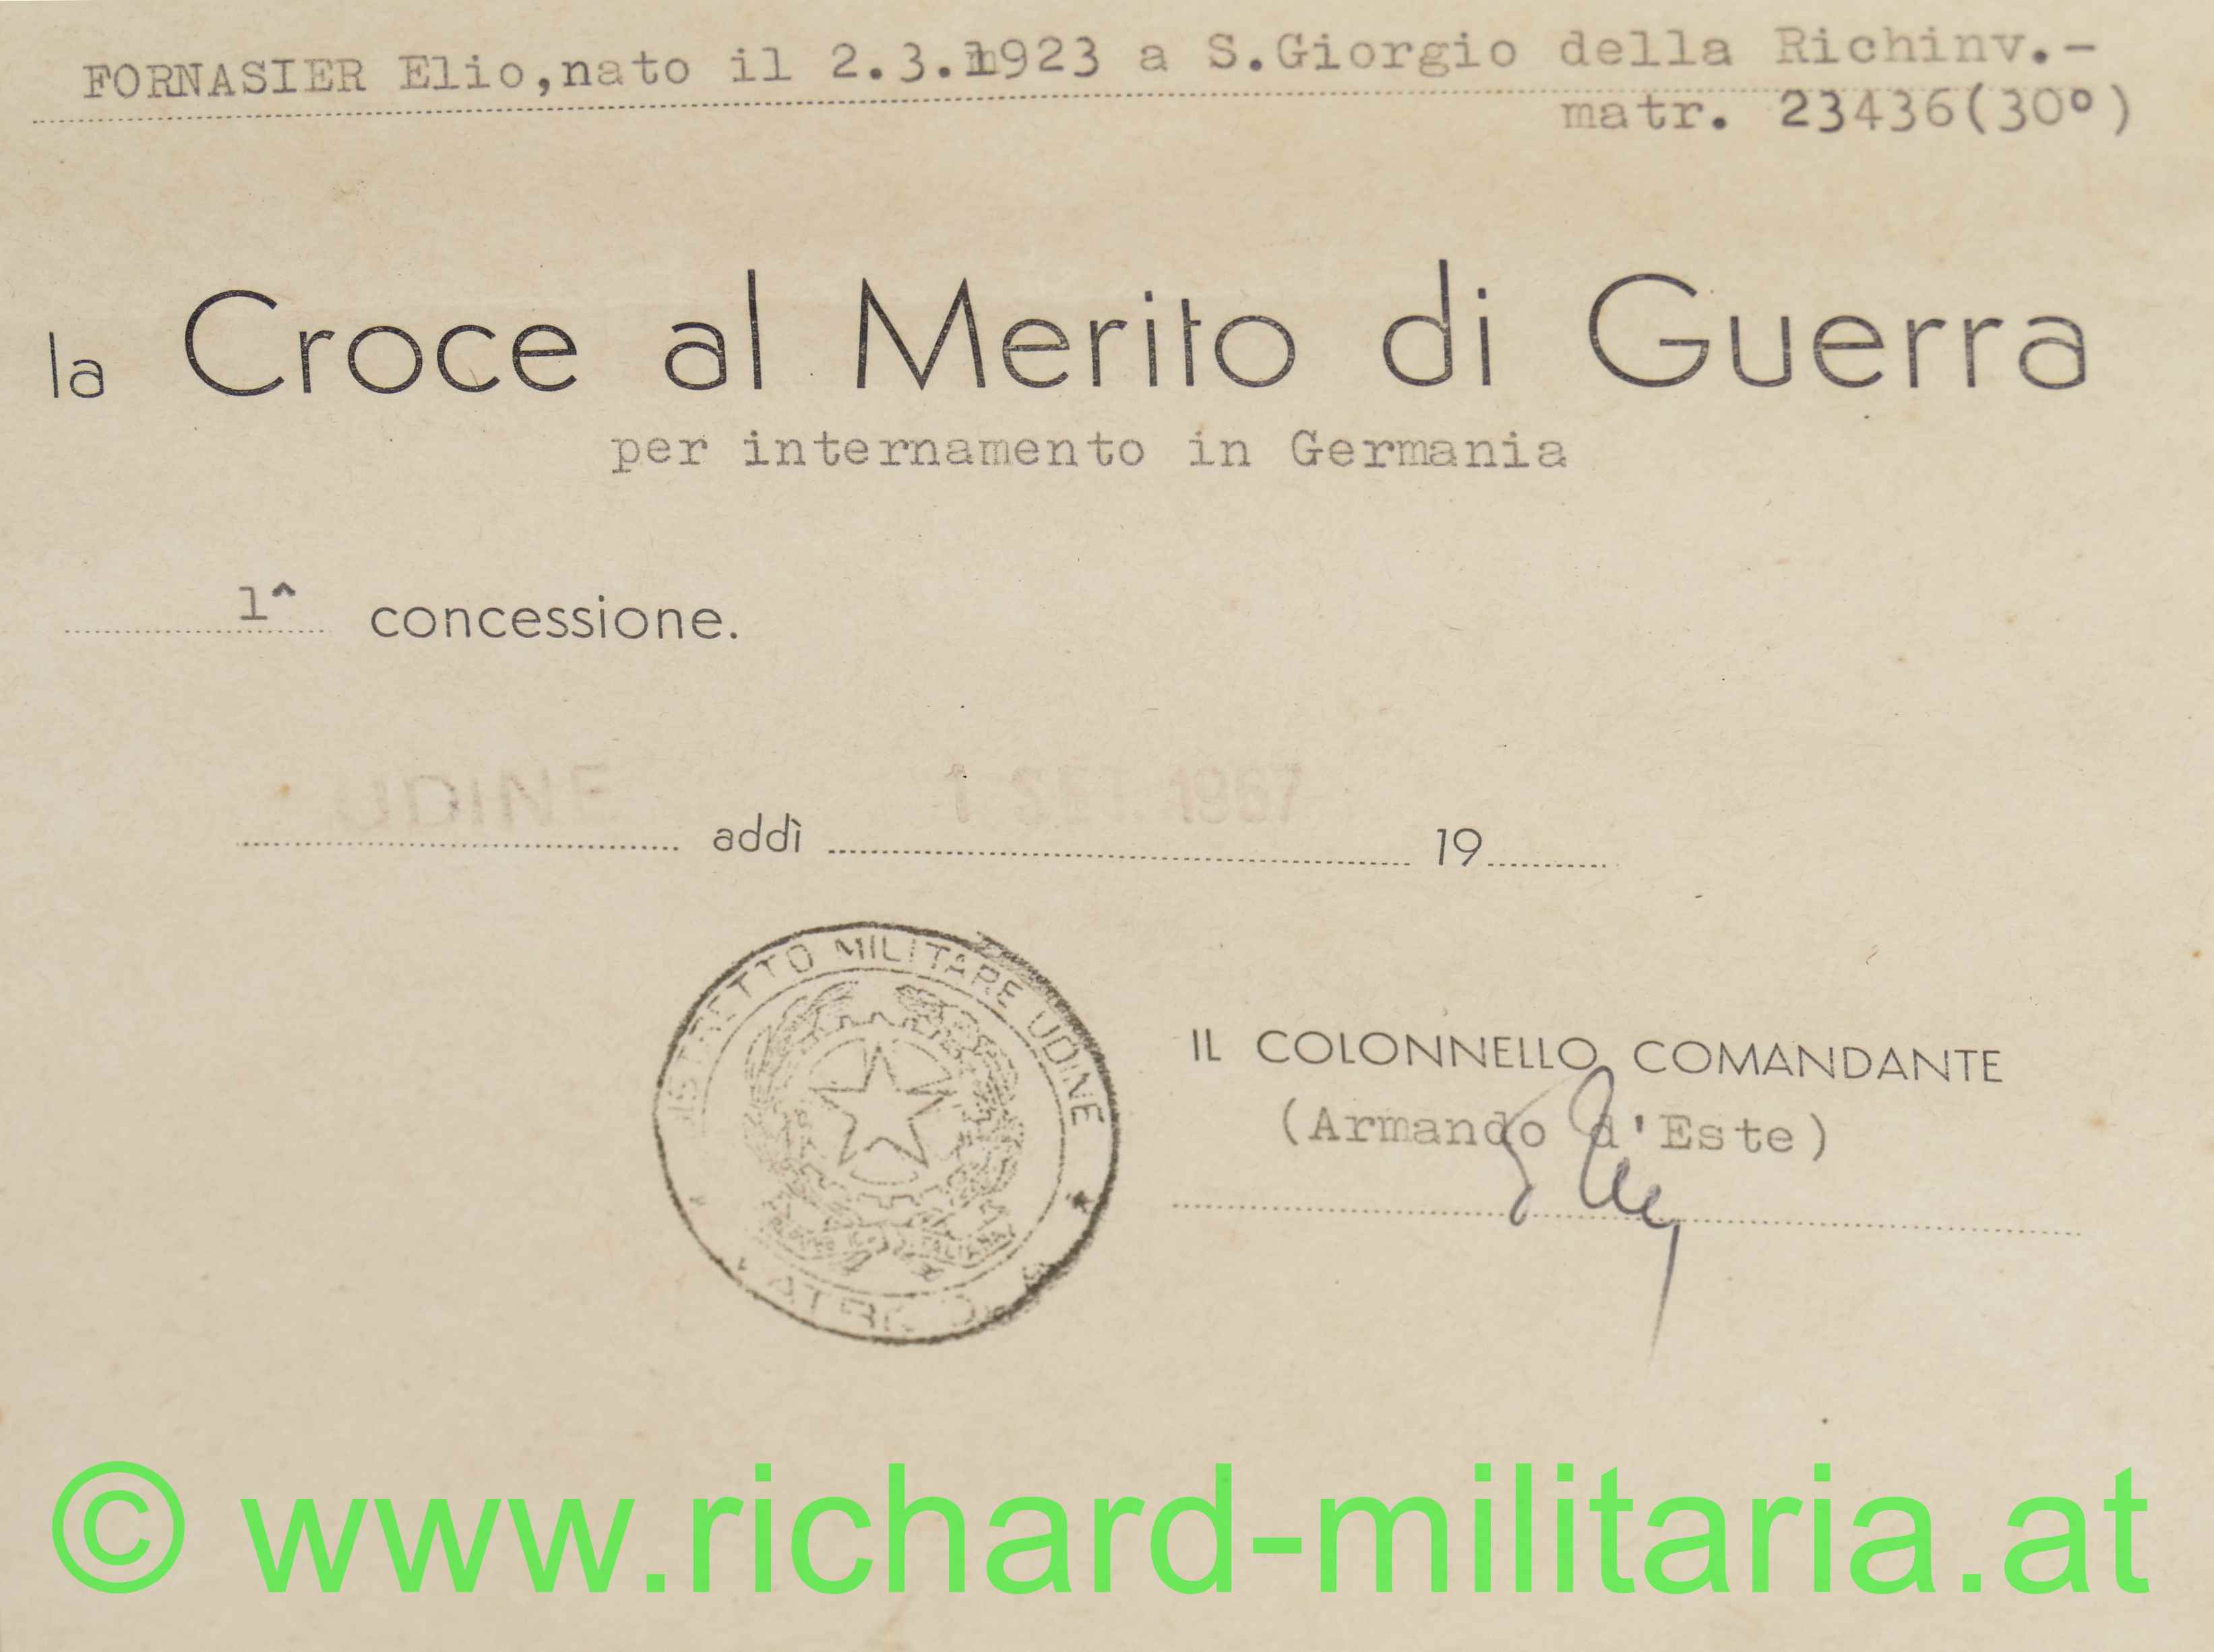 FORNASIER Elio, nato il 2.3.1923 a S.Giorgio della Richinv.-
matr. 23436(30°)
la Croce al Merito di Guerra
per internamento in Germania
1^ concessione.
UDINE addì 1 SET. 1967 19
DISTRETTO MILITARE UDINE
IL COLONNELLO COMANDANTE
(Armando d'Este)
© www.richard-militaria.at